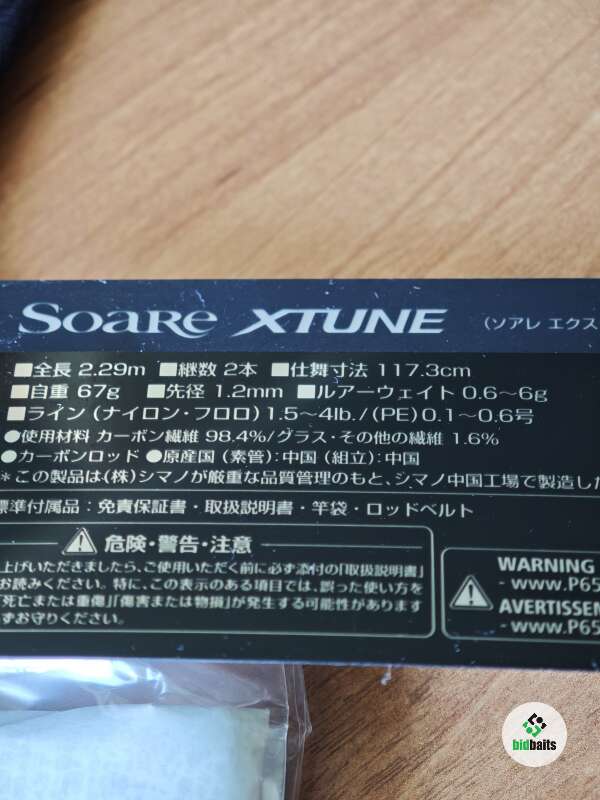 SOARE XTUNE (ソアレ エクス
■全長 2.29m ■継数 2本 ■仕舞寸法 117.3cm
■自重 67g ■先径 1.2mm ■ルアーウェイト 0.6～6g
■ライン (ナイロン・フロロ) 1.5～4lb./(PE) 0.1～0.6号
●使用材料 カーボン繊維 98.4%/グラス・その他の繊維 1.6%
●カーボンロッド ●原産国 (素管):中国 (組立):中国
*この製品は(株)シマノが厳重な品質管理のもと、シマノ中国工場で製造した
標準付属品：免責保証書・取扱説明書・竿袋・ロッドベルト
危険・警告・注意
上げいただきましたら、ご使用いただく前に必ず添付の「取扱説明書」
お読みください。特に、この表示のある項目では、誤った使い方を
「死亡または重傷」「傷害または物損」が発生する可能性があります
ずお守りください。
WARNING
- www.P65
AVERTISSEM
- www.P65
bidbaits